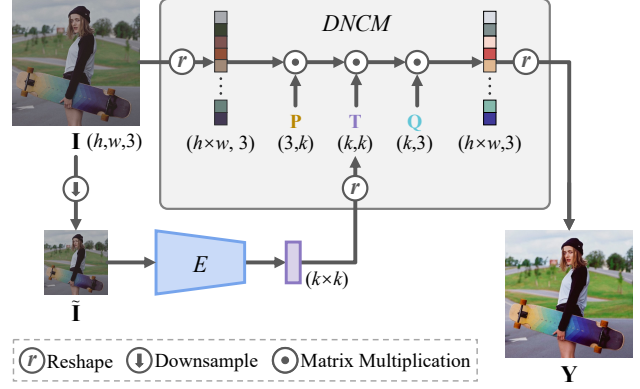 DNCM
r
r
P
T
Q
I (h,w,3)
(h×w, 3)
(3,k)
(k,k)
(k,3)
(h×w,3)
r
E
(k×k)
Ĩ
Y
r Reshape
Downsample
Matrix Multiplication